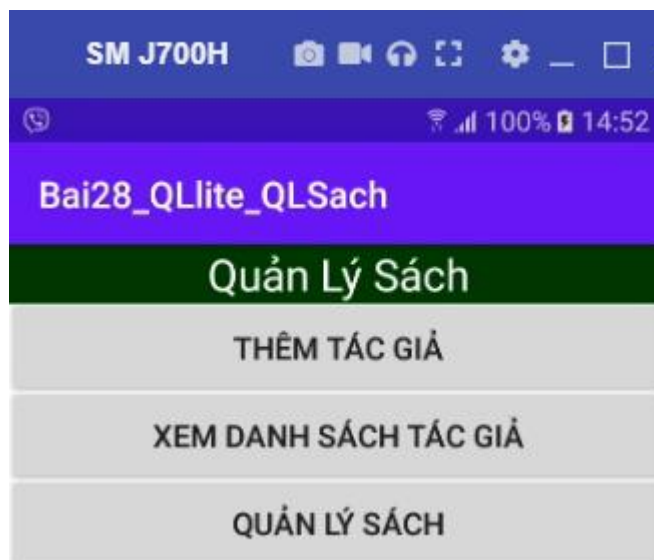 SM J700H
100% 14:52
Bai28_QLlite_QLSach
Quản Lý Sách
THÊM TÁC GIẢ
XEM DANH SÁCH TÁC GIẢ
QUẢN LÝ SÁCH